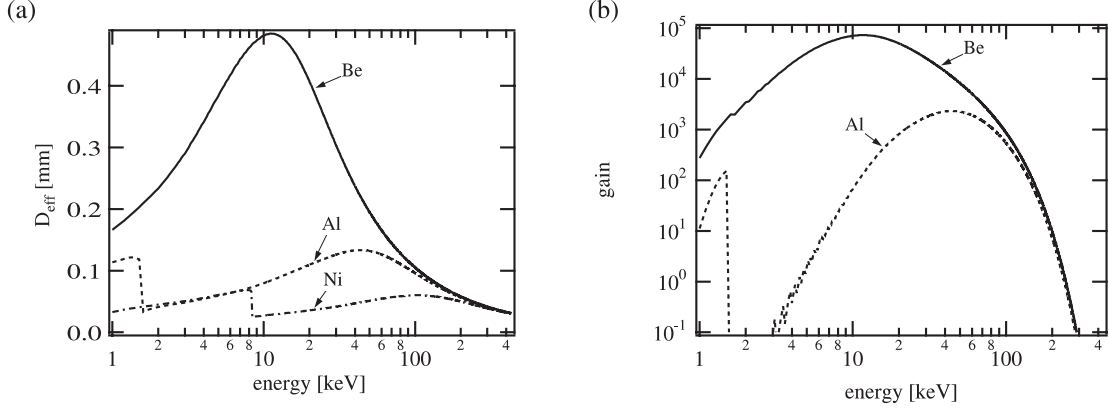 (a)
(b)
D_eff [mm]
0.4
0.3
0.2
0.1
0.0
Be
Al
Ni
1 2 4 6 8 10 2 4 6 8 100 2 4
energy [keV]
gain
10^5
10^4
10^3
10^2
10^1
10^0
10^-1
Be
Al
1 2 4 6 8 10 2 4 6 8 100 2 4
energy [keV]